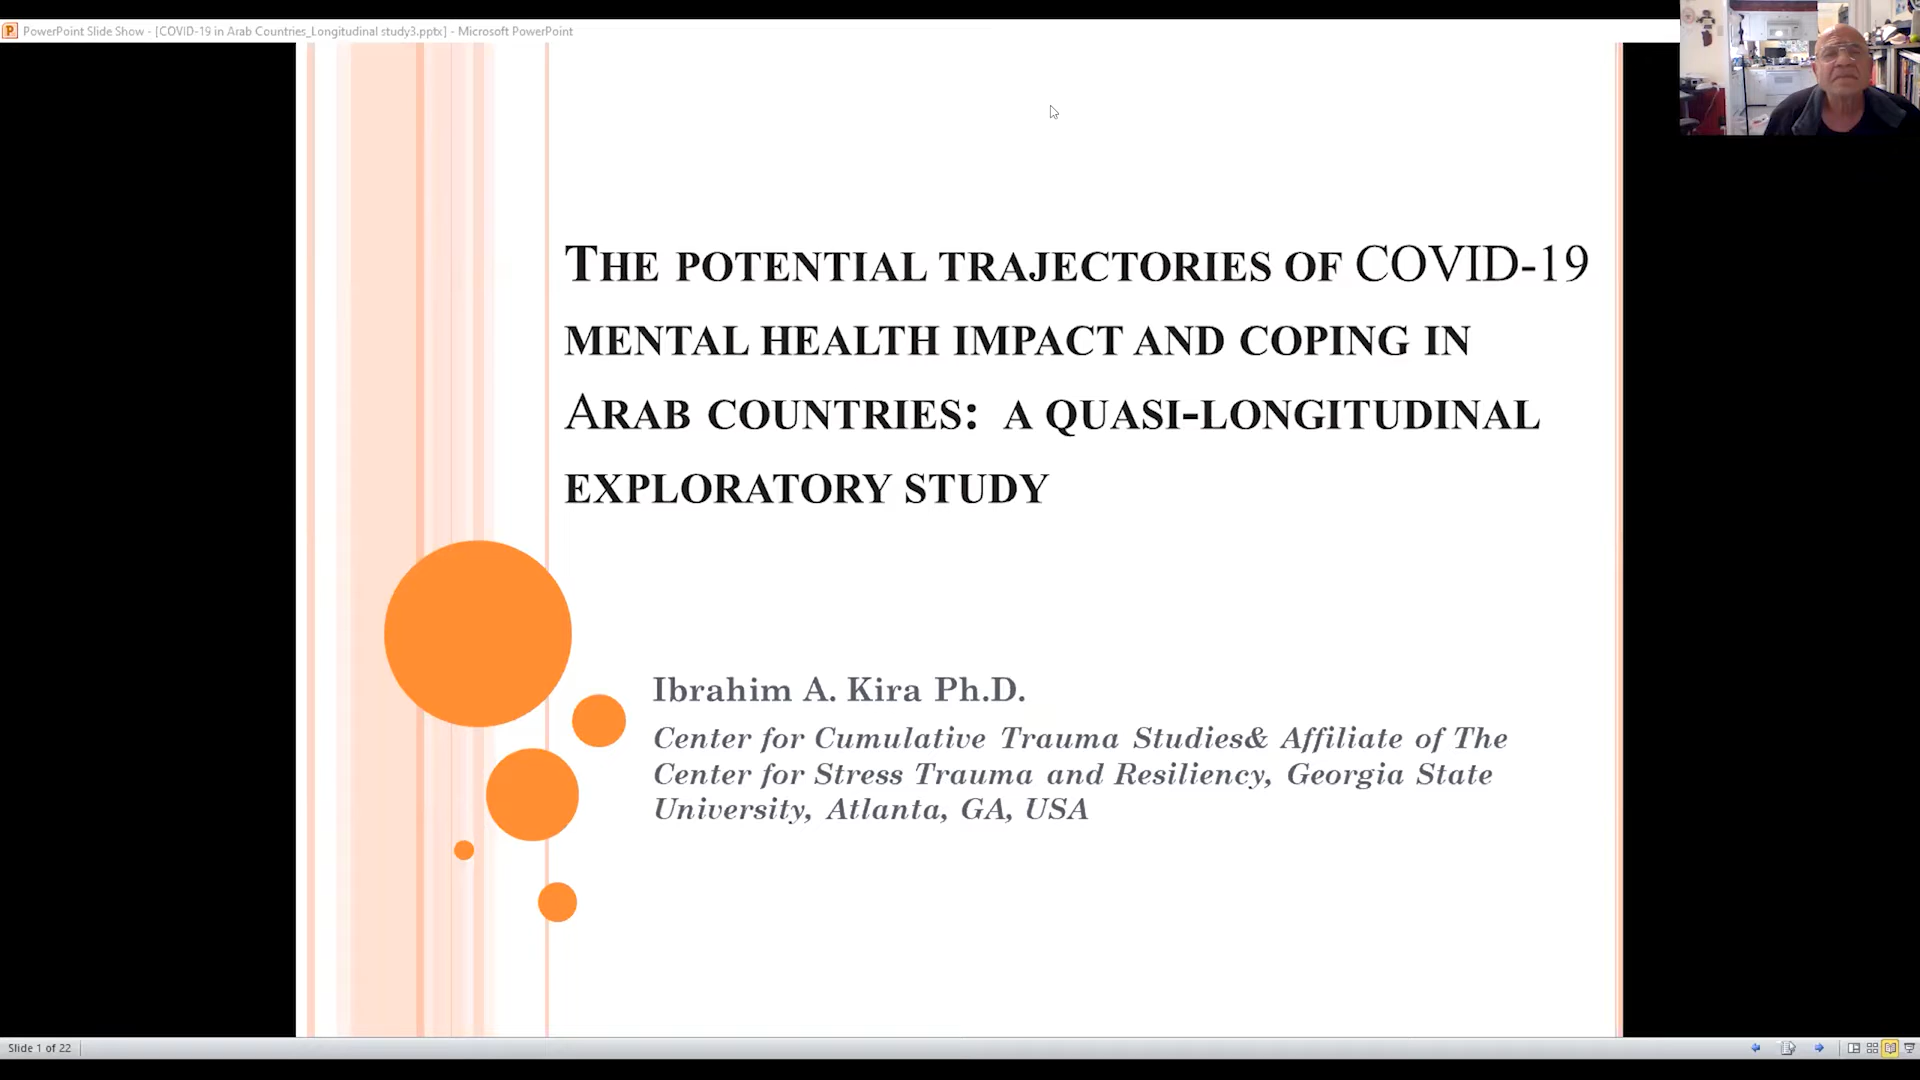 PowerPoint Slide Show - [COVID-19 in Arab Countries_Longitudinal study3.pptx] - Microsoft PowerPoint
THE POTENTIAL TRAJECTORIES OF COVID-19
MENTAL HEALTH IMPACT AND COPING IN
ARAB COUNTRIES: A QUASI-LONGITUDINAL
EXPLORATORY STUDY
Ibrahim A. Kira Ph.D.
Center for Cumulative Trauma Studies& Affiliate of The
Center for Stress Trauma and Resiliency, Georgia State
University, Atlanta, GA, USA
Slide 1 of 22